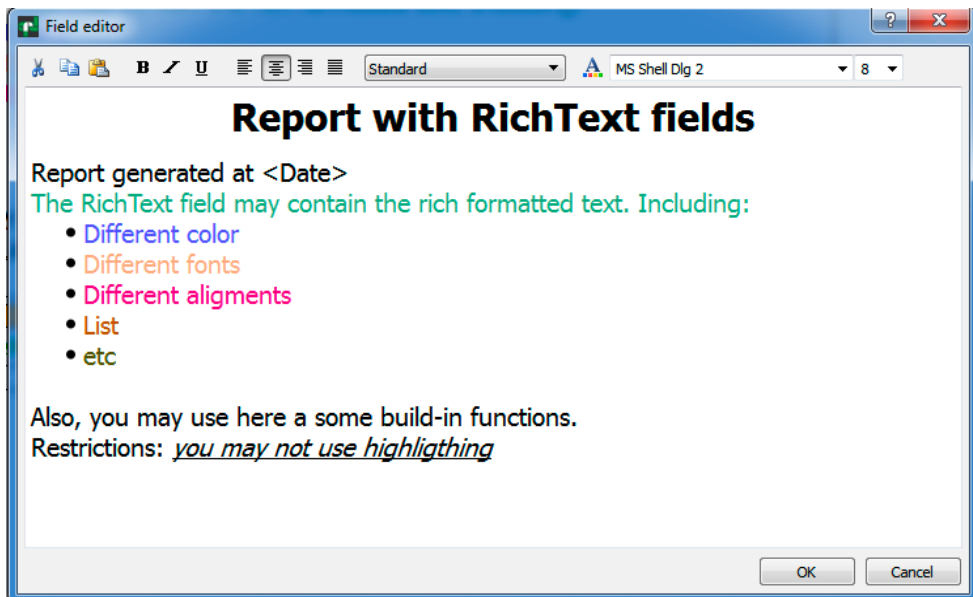 Field editor
B I U Standard A MS Shell Dlg 2 8
Report with RichText fields
Report generated at <Date>
The RichText field may contain the rich formatted text. Including:
• Different color
• Different fonts
• Different aligments
• List
• etc
Also, you may use here a some build-in functions.
Restrictions: you may not use highligthing
OK Cancel